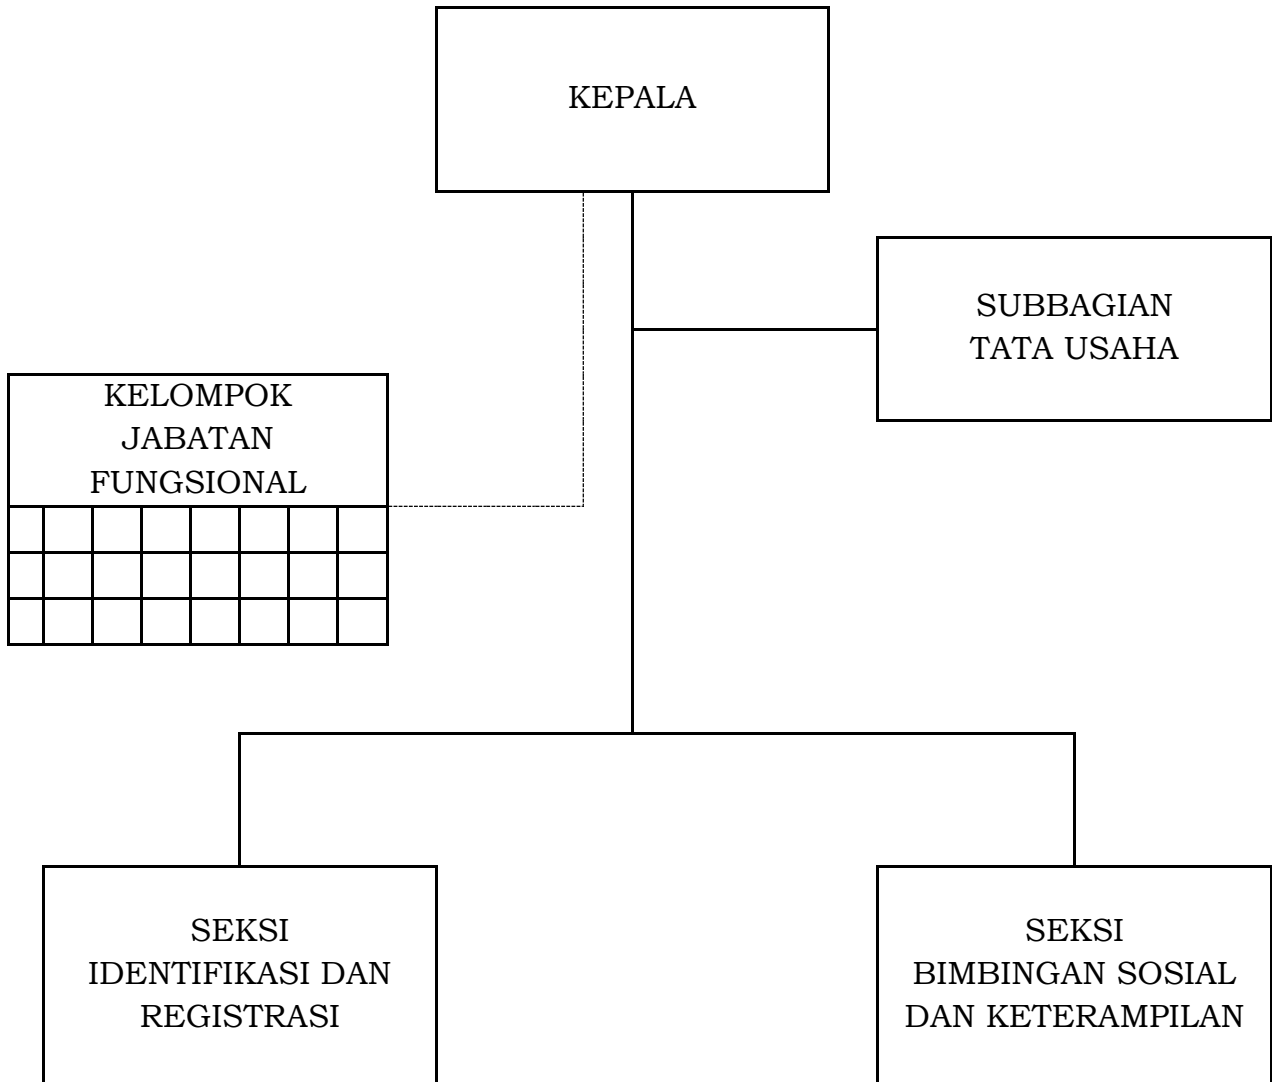 KEPALA
SUBBAGIAN
TATA USAHA
KELOMPOK
JABATAN
FUNGSIONAL
SEKSI
IDENTIFIKASI DAN
REGISTRASI
SEKSI
BIMBINGAN SOSIAL
DAN KETERAMPILAN